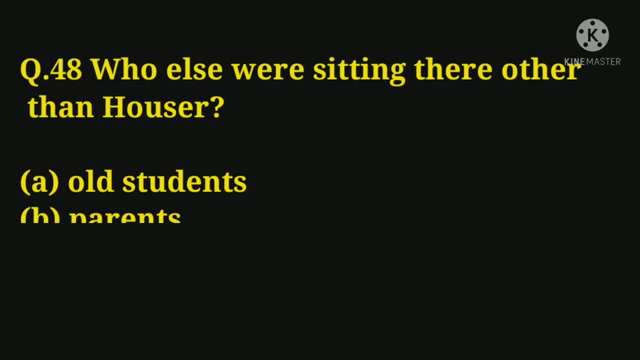 K
KINEMASTER
Q.48 Who else were sitting there other
than Houser?
(a) old students
(b) parents